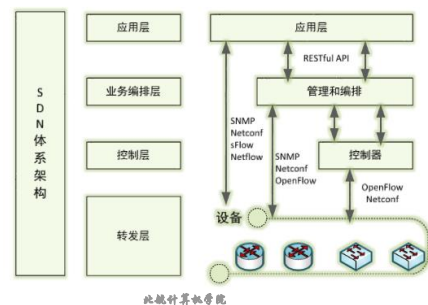 SDN体系架构
应用层
业务编排层
控制层
转发层
应用层
RESTful API
管理和编排
SNMP
Netconf
sFlow
Netflow
SNMP
Netconf
OpenFlow
控制器
OpenFlow
Netconf
设备
北航计算机学院